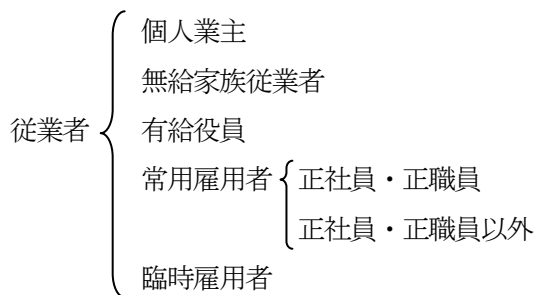 個人業主
無給家族従業者
従業者
有給役員
常用雇用者
正社員・正職員
正社員・正職員以外
臨時雇用者